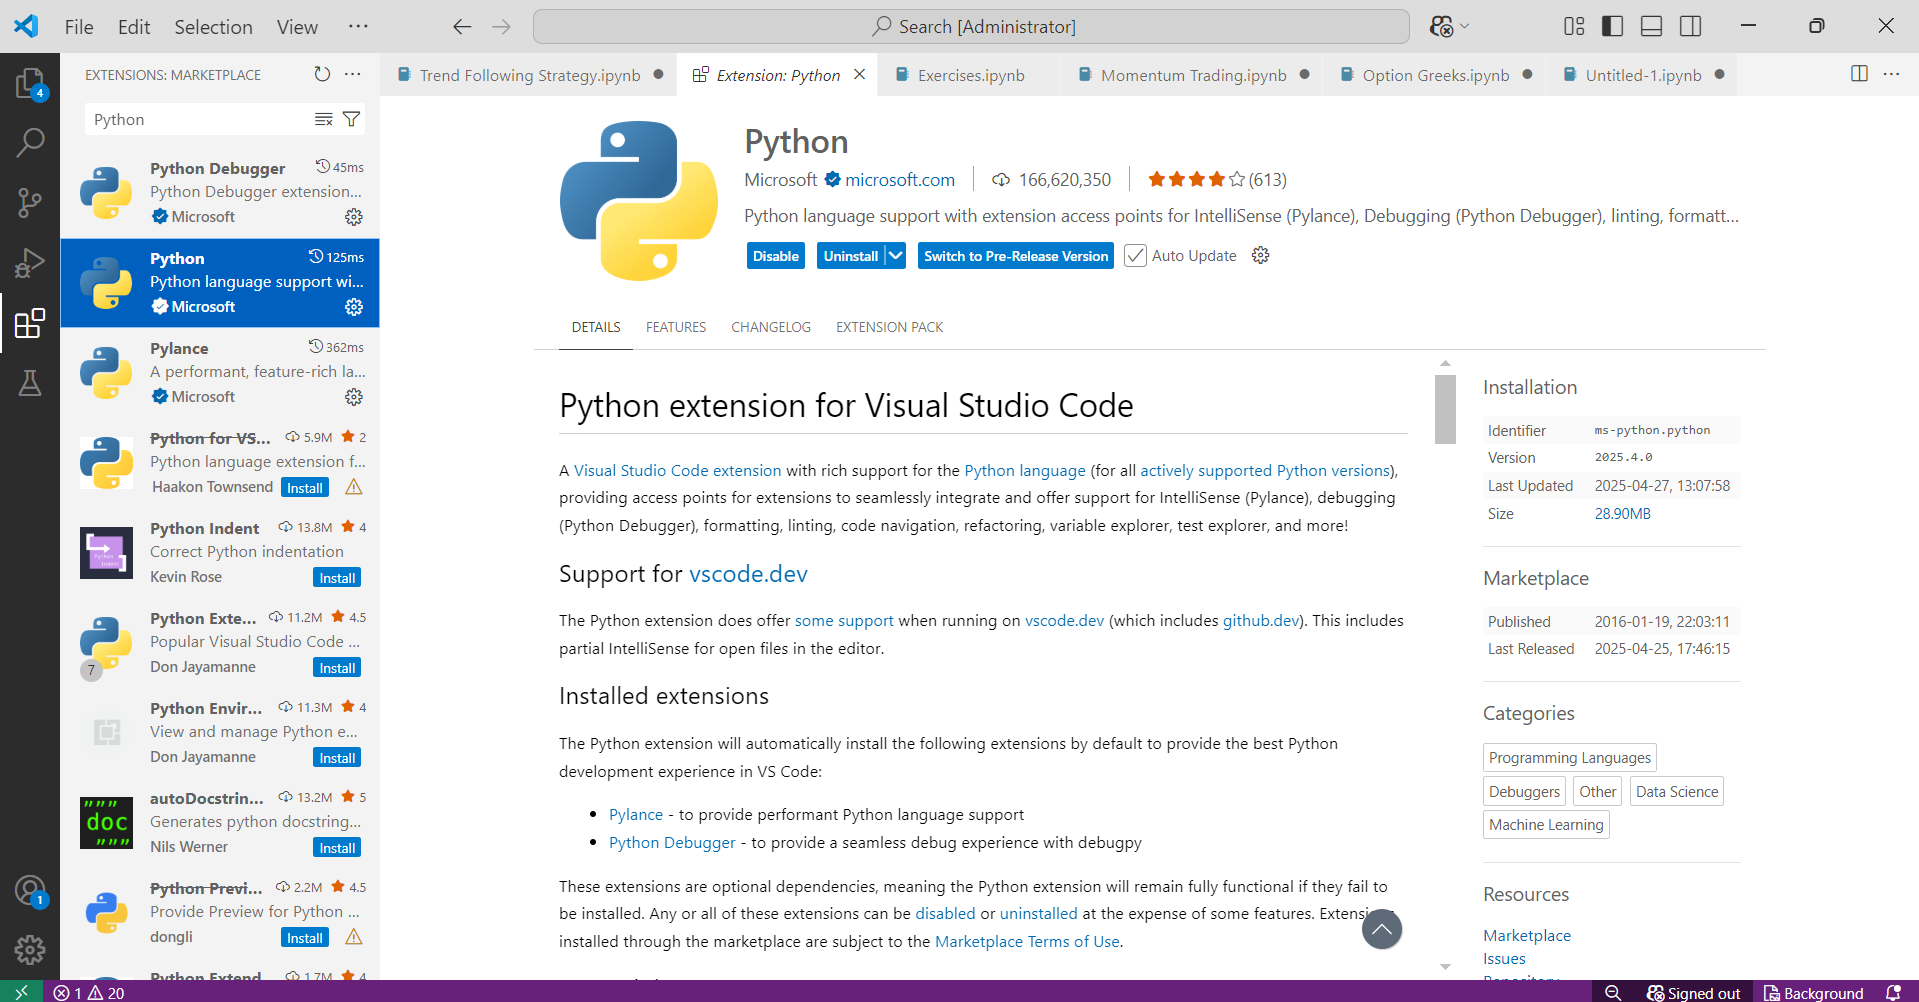 File Edit Selection View ···
Search [Administrator]
EXTENSIONS: MARKETPLACE
Trend Following Strategy.ipynb
Extension: Python
Exercises.ipynb
Momentum Trading.ipynb
Option Greeks.ipynb
Untitled-1.ipynb
4
Python
Python Debugger 45ms
Python Debugger extension...
Microsoft
Python 125ms
Python language support wi...
Microsoft
Pylance 362ms
A performant, feature-rich la...
Microsoft
Python for VS... 5.9M 2
Python language extension f...
Haakon Townsend Install
Python Indent 13.8M 4
Correct Python indentation
Kevin Rose Install
Python Exte... 11.2M 4.5
Popular Visual Studio Code ...
7
Don Jayamanne Install
Python Envir... 11.3M 4
View and manage Python e...
Don Jayamanne Install
autoDocstrin... 13.2M 5
""" doc """
Generates python docstring...
Nils Werner Install
Python Previ... 2.2M 4.5
Provide Preview for Python ...
dongli Install
Python Extend 1.7M 4
1
Python
Microsoft microsoft.com 166,620,350 (613)
Python language support with extension access points for IntelliSense (Pylance), Debugging (Python Debugger), linting, formatt...
Disable Uninstall Switch to Pre-Release Version Auto Update
DETAILS FEATURES CHANGELOG EXTENSION PACK
Python extension for Visual Studio Code
A Visual Studio Code extension with rich support for the Python language (for all actively supported Python versions),
providing access points for extensions to seamlessly integrate and offer support for IntelliSense (Pylance), debugging
(Python Debugger), formatting, linting, code navigation, refactoring, variable explorer, test explorer, and more!
Support for vscode.dev
The Python extension does offer some support when running on vscode.dev (which includes github.dev). This includes
partial IntelliSense for open files in the editor.
Installed extensions
The Python extension will automatically install the following extensions by default to provide the best Python
development experience in VS Code:
• Pylance - to provide performant Python language support
• Python Debugger - to provide a seamless debug experience with debugpy
These extensions are optional dependencies, meaning the Python extension will remain fully functional if they fail to
be installed. Any or all of these extensions can be disabled or uninstalled at the expense of some features. Extensions
installed through the marketplace are subject to the Marketplace Terms of Use.
Installation
Identifier ms-python.python
Version 2025.4.0
Last Updated 2025-04-27, 13:07:58
Size 28.90MB
Marketplace
Published 2016-01-19, 22:03:11
Last Released 2025-04-25, 17:46:15
Categories
Programming Languages
Debuggers Other Data Science
Machine Learning
Resources
Marketplace
Issues
Repository
1 20
Signed out Background